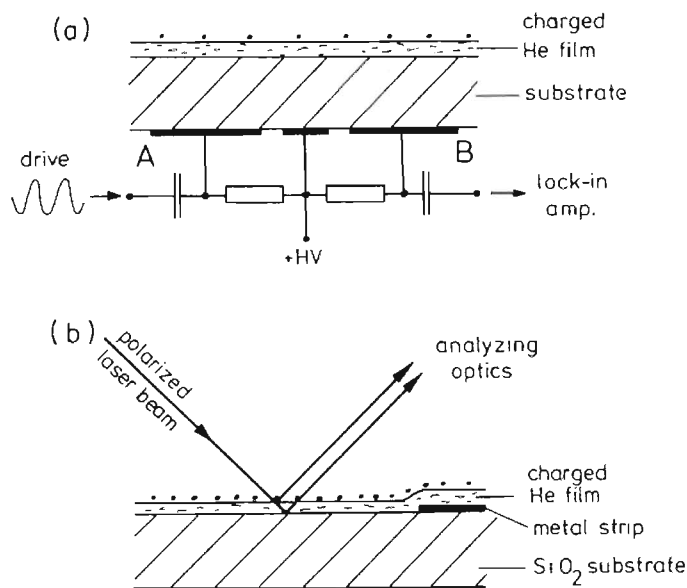 (a)
charged
He film
substrate
A
B
drive
lock-in
amp.
+HV
(b)
polarized
laser beam
analyzing
optics
charged
He film
metal strip
SiO2 substrate